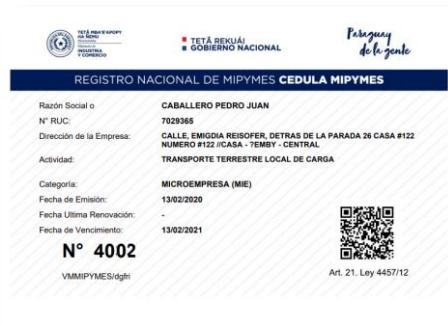 TETÃ MBA'E'APOPY
HA ÑEMU
Ministerio de
INDUSTRIA
Y COMERCIO
TETÃ REKUÁI
GOBIERNO NACIONAL
Paraguay
de la gente
REGISTRO NACIONAL DE MIPYMES CEDULA MIPYMES
Razón Social o CABALLERO PEDRO JUAN
N° RUC: 7029365
Dirección de la Empresa: CALLE, EMIGDIA REISOFER, DETRAS DE LA PARADA 26 CASA #122
NUMERO #122 //CASA - ?EMBY - CENTRAL
Actividad: TRANSPORTE TERRESTRE LOCAL DE CARGA
Categoría: MICROEMPRESA (MIE)
Fecha de Emisión: 13/02/2020
Fecha Ultima Renovación: -
Fecha de Vencimiento: 13/02/2021
N° 4002
VMMIPYMES/dgfri
Art. 21. Ley 4457/12